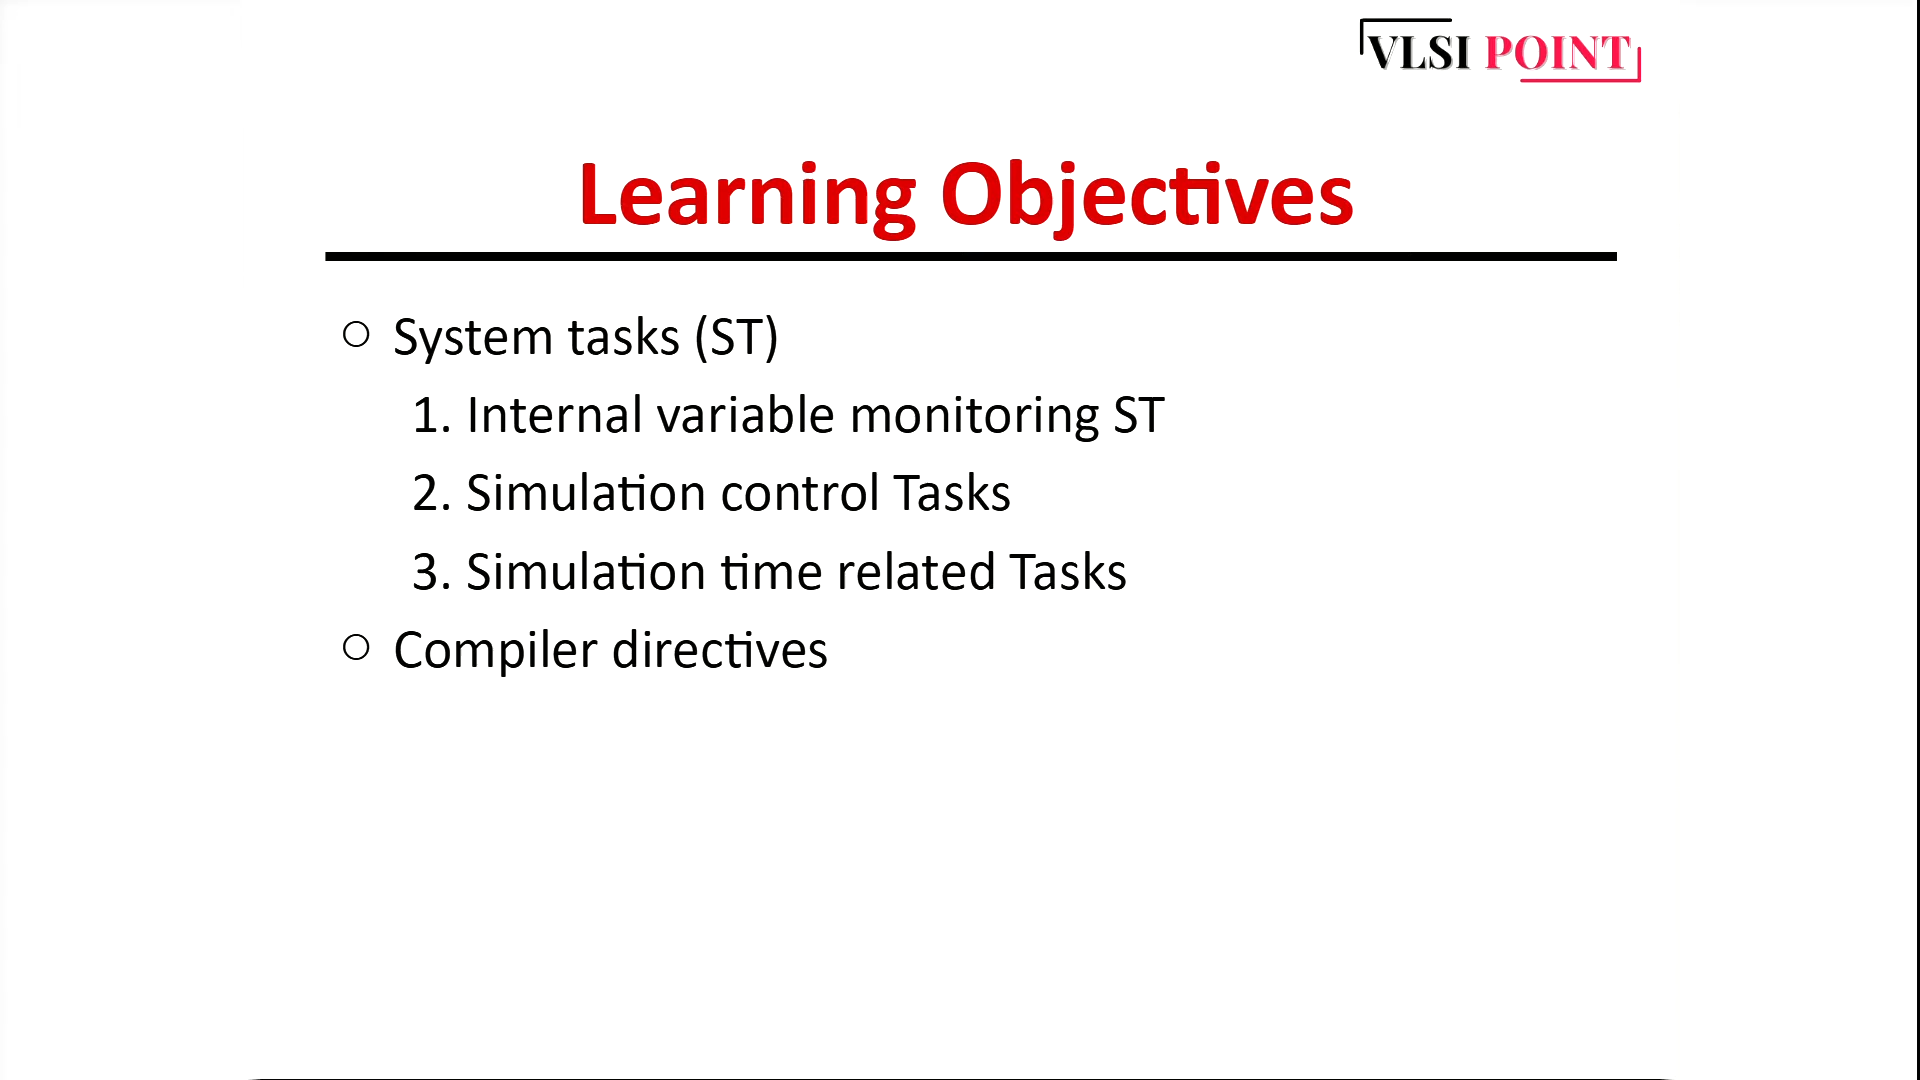 VLSI POINT
Learning Objectives
○ System tasks (ST)
1. Internal variable monitoring ST
2. Simulation control Tasks
3. Simulation time related Tasks
○ Compiler directives